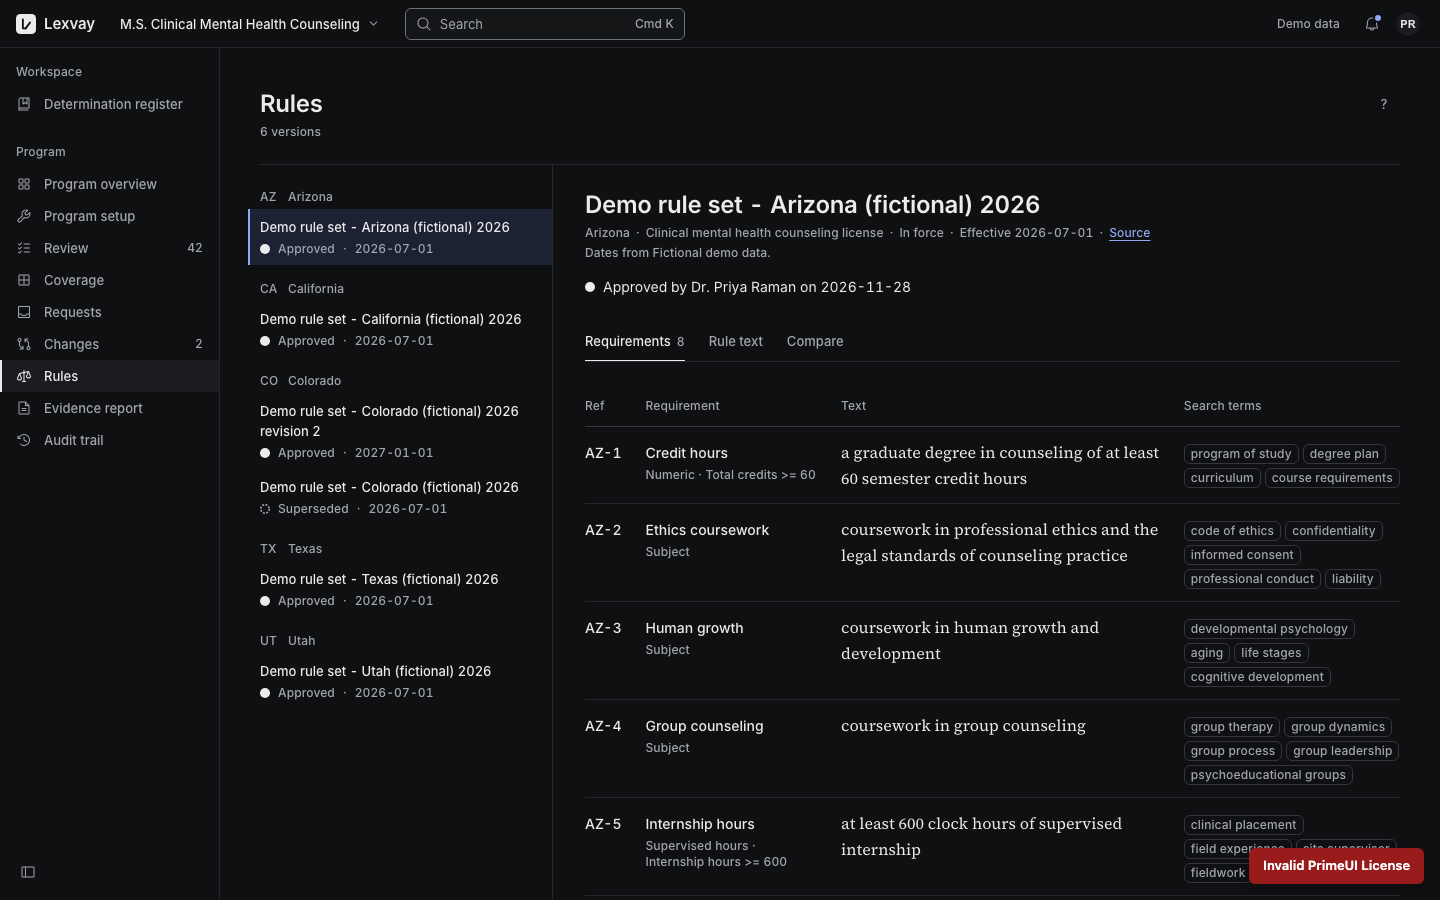 Lexvay
M.S. Clinical Mental Health Counseling
Search
Cmd K
Demo data
PR
Workspace
Determination register
Program
Program overview
Program setup
Review 42
Coverage
Requests
Changes 2
Rules
Evidence report
Audit trail
Rules
6 versions
?
AZ Arizona
Demo rule set - Arizona (fictional) 2026
Approved · 2026-07-01
CA California
Demo rule set - California (fictional) 2026
Approved · 2026-07-01
CO Colorado
Demo rule set - Colorado (fictional) 2026
revision 2
Approved · 2027-01-01
Demo rule set - Colorado (fictional) 2026
Superseded · 2026-07-01
TX Texas
Demo rule set - Texas (fictional) 2026
Approved · 2026-07-01
UT Utah
Demo rule set - Utah (fictional) 2026
Approved · 2026-07-01
Demo rule set - Arizona (fictional) 2026
Arizona · Clinical mental health counseling license · In force · Effective 2026-07-01 · Source
Dates from Fictional demo data.
Approved by Dr. Priya Raman on 2026-11-28
Requirements 8 Rule text Compare
Ref Requirement Text Search terms
AZ-1
Credit hours
Numeric · Total credits >= 60
a graduate degree in counseling of at least
60 semester credit hours
program of study degree plan
curriculum course requirements
AZ-2
Ethics coursework
Subject
coursework in professional ethics and the
legal standards of counseling practice
code of ethics confidentiality
informed consent
professional conduct liability
AZ-3
Human growth
Subject
coursework in human growth and
development
developmental psychology
aging life stages
cognitive development
AZ-4
Group counseling
Subject
coursework in group counseling
group therapy group dynamics
group process group leadership
psychoeducational groups
AZ-5
Internship hours
Supervised hours ·
Internship hours >= 600
at least 600 clock hours of supervised
internship
clinical placement
field experience site supervisor
fieldwork
Invalid PrimeUI License